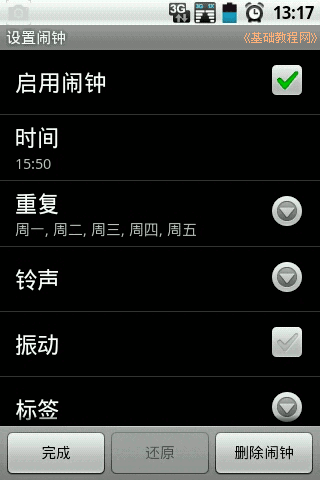 3G 3G 1X 13:17
设置闹钟 《基础教程网》
启用闹钟
时间
15:50
重复
周一, 周二, 周三, 周四, 周五
铃声
振动
标签
完成 还原 删除闹钟